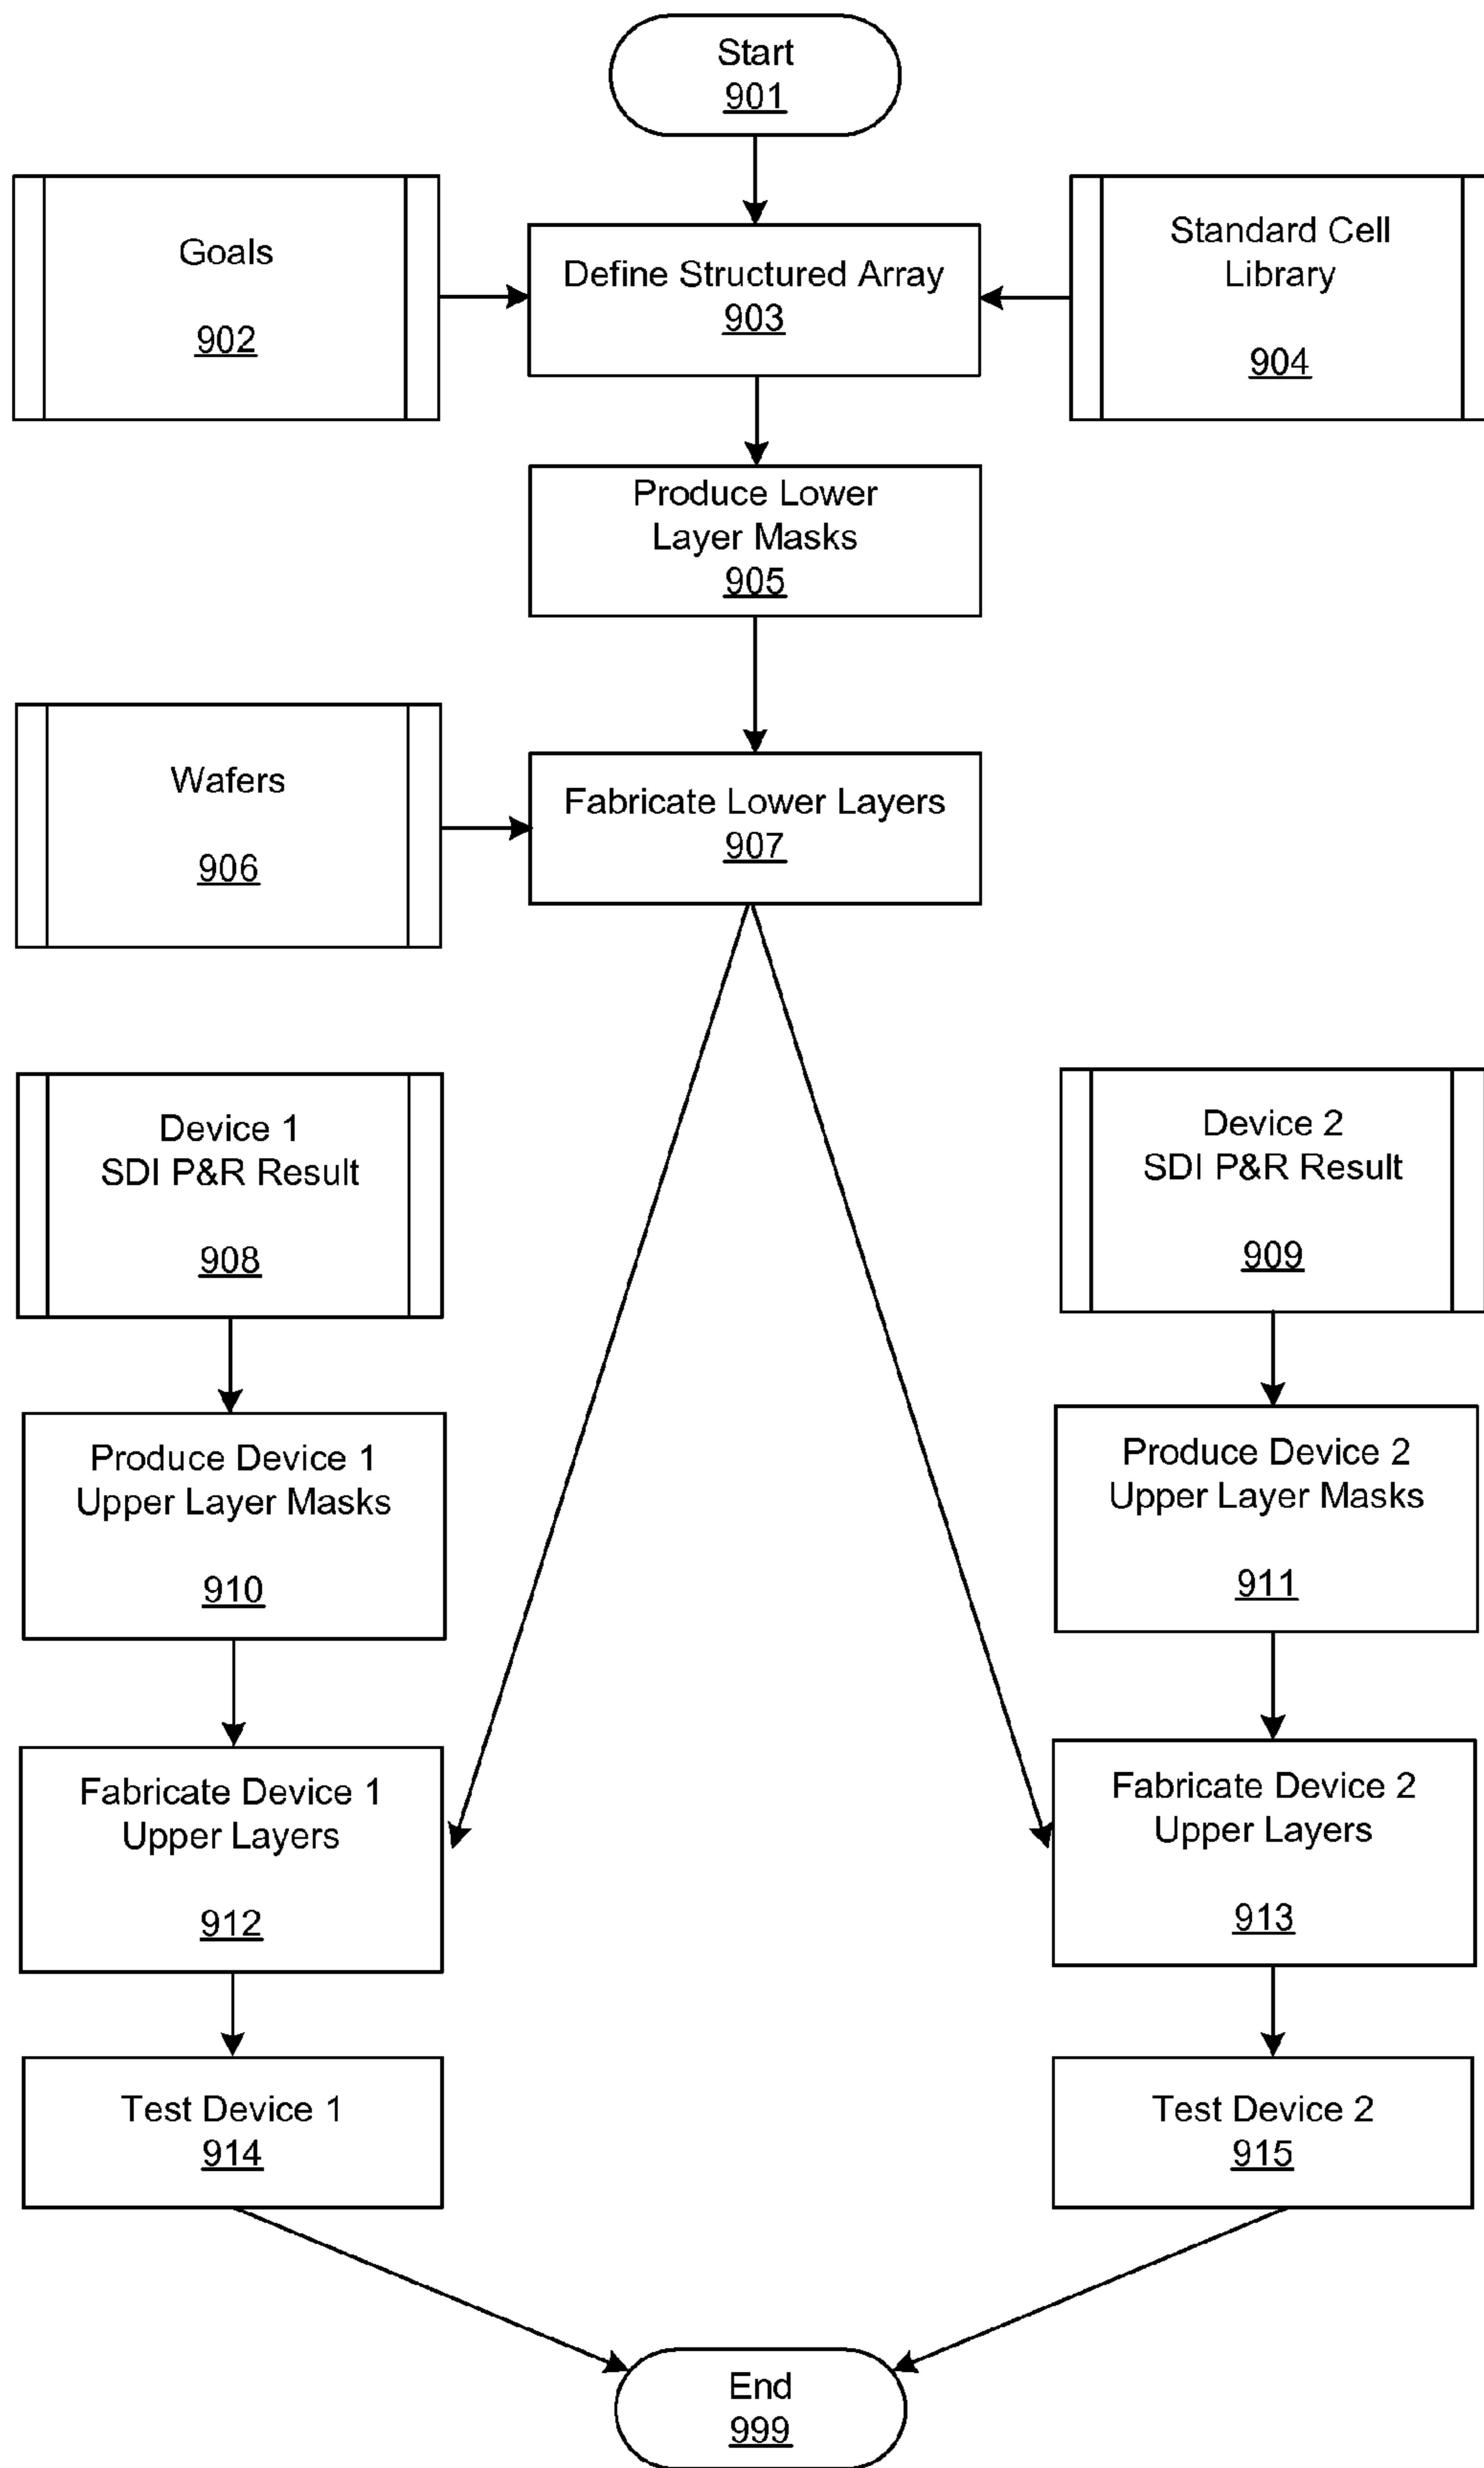 Start
901
Goals
902
Define Structured Array
903
Standard Cell
Library
904
Produce Lower
Layer Masks
905
Wafers
906
Fabricate Lower Layers
907
Device 1
SDI P&R Result
908
Device 2
SDI P&R Result
909
Produce Device 1
Upper Layer Masks
910
Produce Device 2
Upper Layer Masks
911
Fabricate Device 1
Upper Layers
912
Fabricate Device 2
Upper Layers
913
Test Device 1
914
Test Device 2
915
End
999